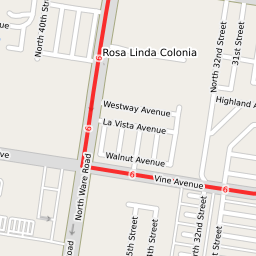 North 40th Street
Rosa Linda Colonia
North 32nd Street
31st Street
Westway Avenue
Highland
La Vista Avenue
6
Walnut Avenue
North Ware Road
6
Vine Avenue
6
North 32nd Street